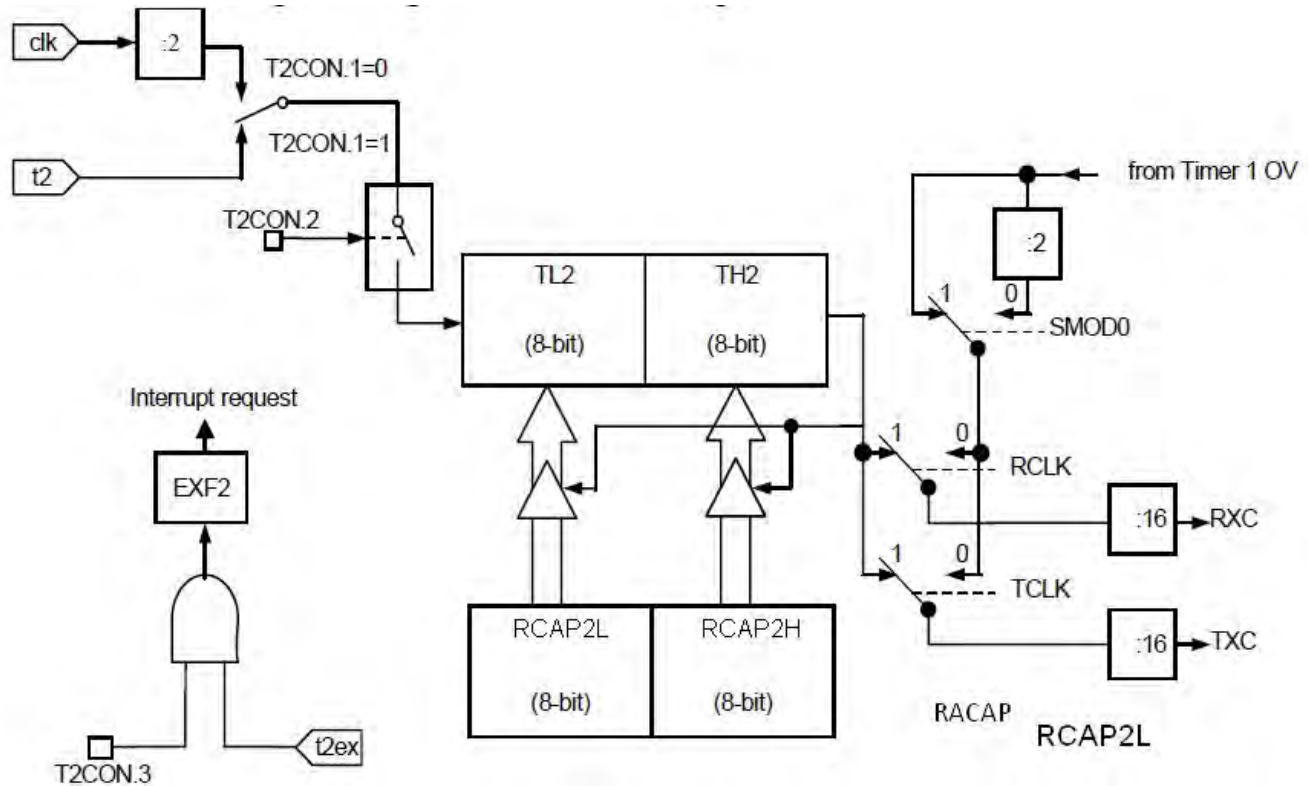 clk
:2
T2CON.1=0
T2CON.1=1
t2
from Timer 1 OV
T2CON.2
:2
TL2
TH2
1
0
SMOD0
(8-bit)
(8-bit)
Interrupt request
1
0
RCLK
EXF2
:16
RXC
1
0
TCLK
RCAP2L
RCAP2H
:16
TXC
(8-bit)
(8-bit)
RACAP
RCAP2L
t2ex
T2CON.3